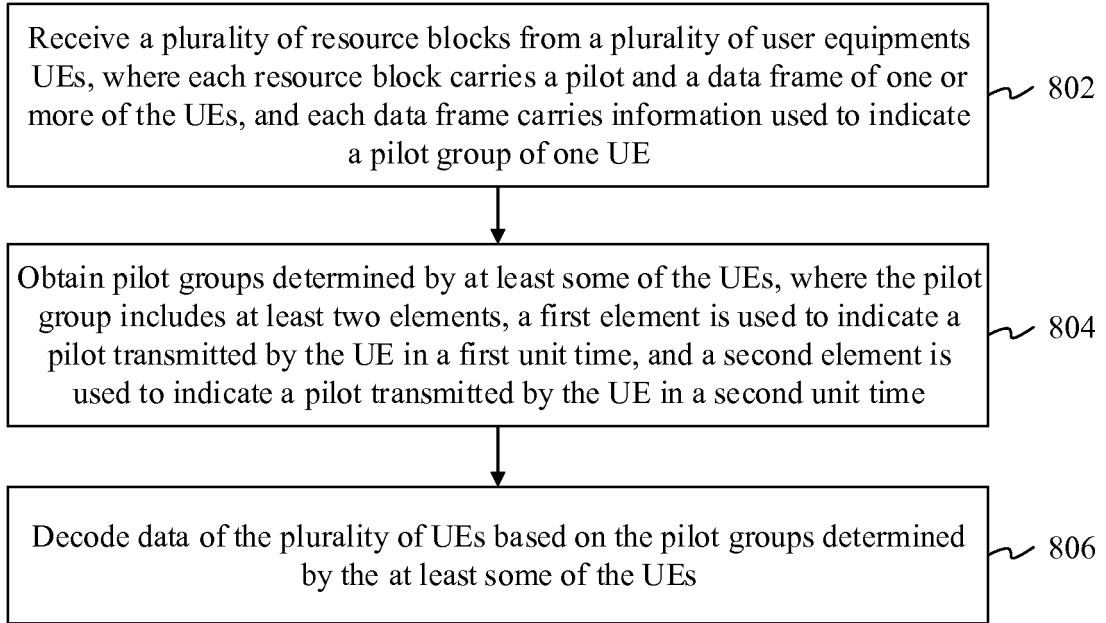 Receive a plurality of resource blocks from a plurality of user equipments
UEs, where each resource block carries a pilot and a data frame of one or
more of the UEs, and each data frame carries information used to indicate
a pilot group of one UE
802
Obtain pilot groups determined by at least some of the UEs, where the pilot
group includes at least two elements, a first element is used to indicate a
pilot transmitted by the UE in a first unit time, and a second element is
used to indicate a pilot transmitted by the UE in a second unit time
804
Decode data of the plurality of UEs based on the pilot groups determined
by the at least some of the UEs
806